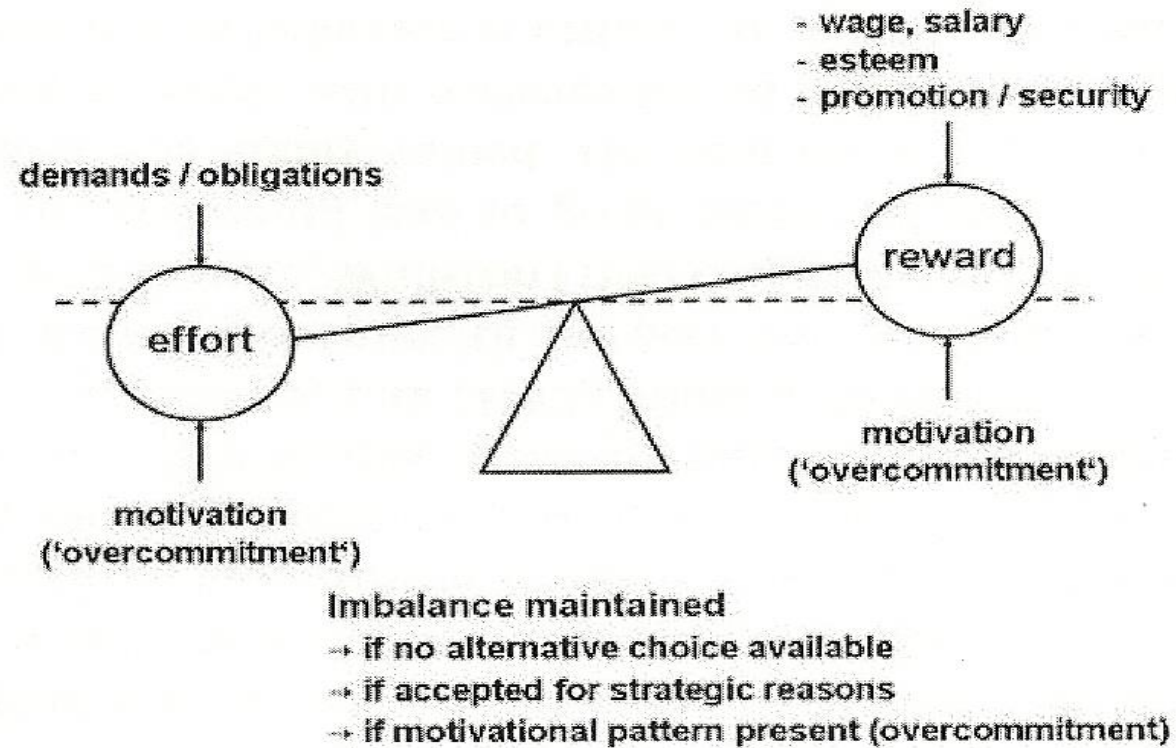 - wage, salary
- esteem
- promotion / security
demands / obligations
reward
effort
motivation
('overcommitment')
motivation
('overcommitment')
Imbalance maintained
→ if no alternative choice available
→ if accepted for strategic reasons
→ if motivational pattern present (overcommitment)